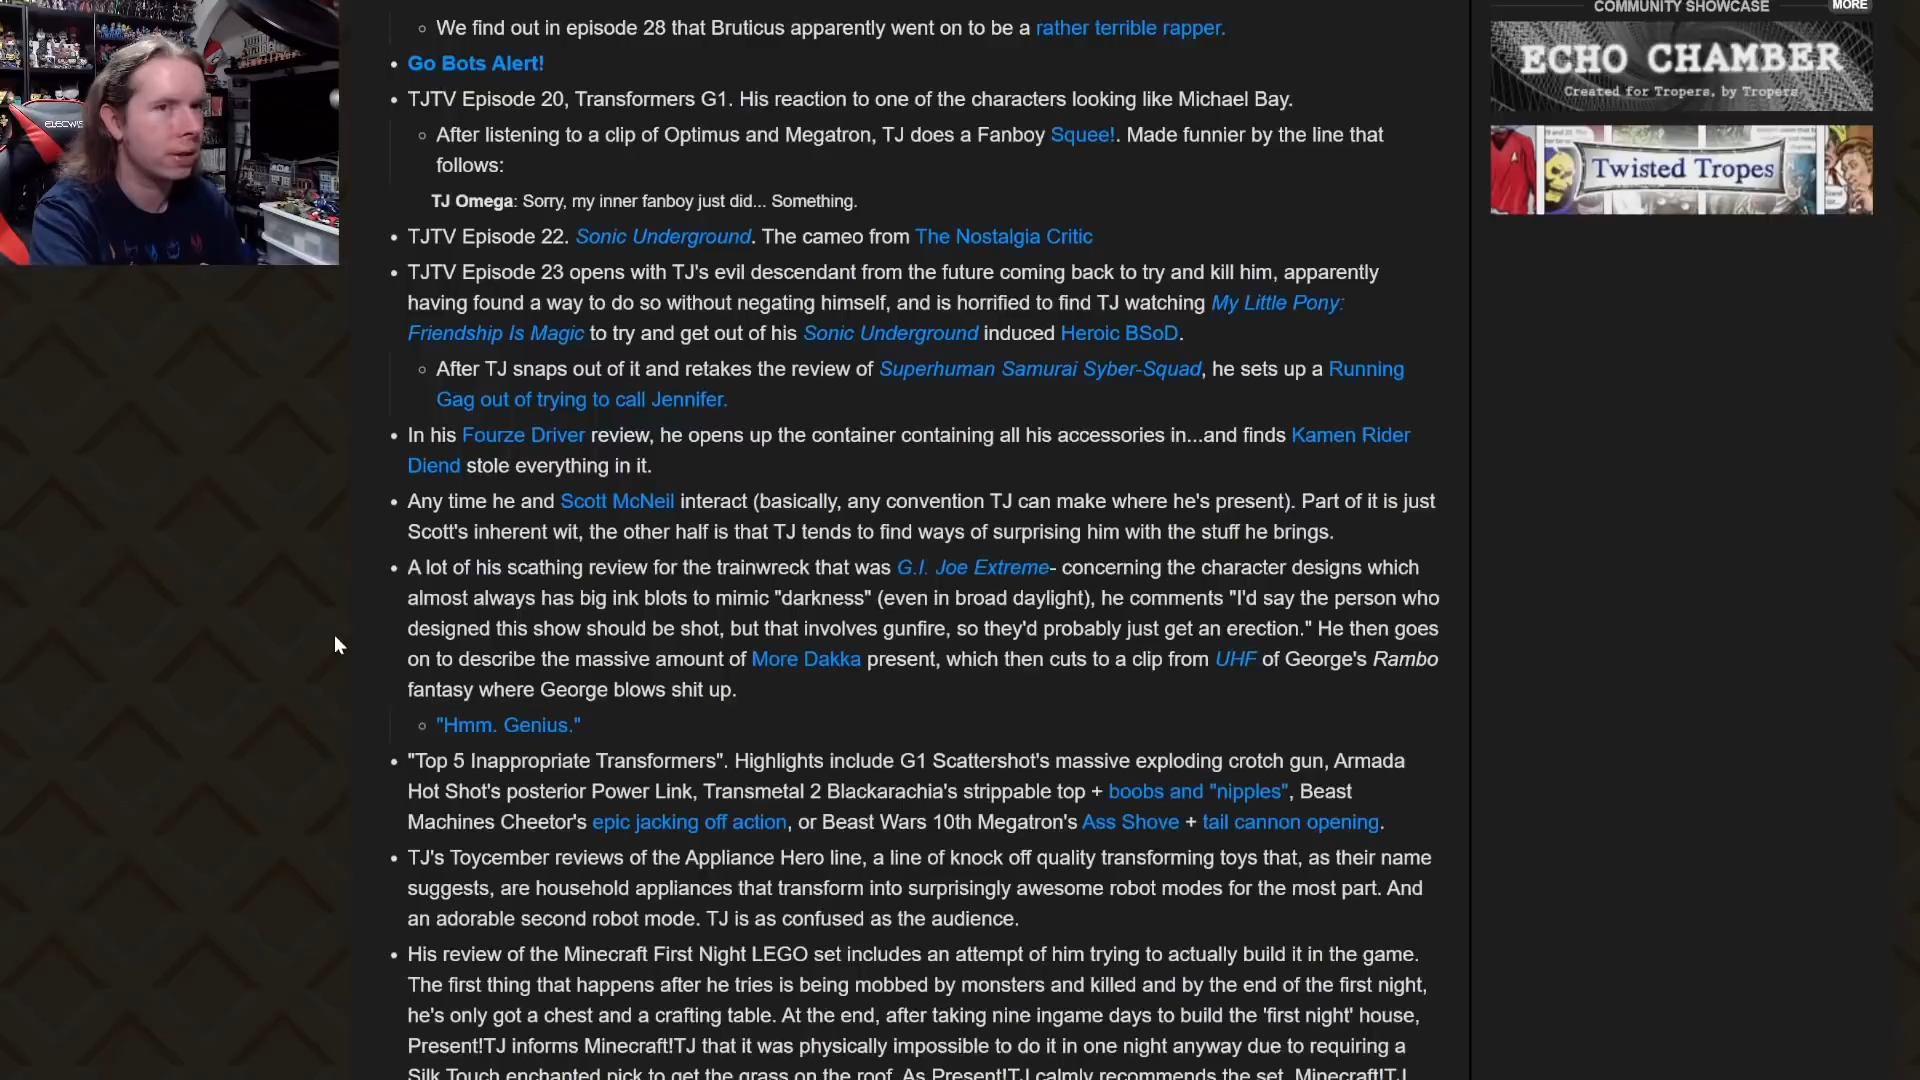 We find out in episode 28 that Bruticus apparently went on to be a rather terrible rapper.
Go Bots Alert!
TJTV Episode 20, Transformers G1. His reaction to one of the characters looking like Michael Bay.
After listening to a clip of Optimus and Megatron, TJ does a Fanboy Squee!. Made funnier by the line that
follows:
TJ Omega: Sorry, my inner fanboy just did... Something.
TJTV Episode 22. Sonic Underground. The cameo from The Nostalgia Critic
TJTV Episode 23 opens with TJ's evil descendant from the future coming back to try and kill him, apparently
having found a way to do so without negating himself, and is horrified to find TJ watching My Little Pony:
Friendship Is Magic to try and get out of his Sonic Underground induced Heroic BSoD.
After TJ snaps out of it and retakes the review of Superhuman Samurai Syber-Squad, he sets up a Running
Gag out of trying to call Jennifer.
In his Fourze Driver review, he opens up the container containing all his accessories in...and finds Kamen Rider
Diend stole everything in it.
Any time he and Scott McNeil interact (basically, any convention TJ can make where he's present). Part of it is just
Scott's inherent wit, the other half is that TJ tends to find ways of surprising him with the stuff he brings.
A lot of his scathing review for the trainwreck that was G.I. Joe Extreme- concerning the character designs which
almost always has big ink blots to mimic "darkness" (even in broad daylight), he comments "I'd say the person who
designed this show should be shot, but that involves gunfire, so they'd probably just get an erection." He then goes
on to describe the massive amount of More Dakka present, which then cuts to a clip from UHF of George's Rambo
fantasy where George blows shit up.
"Hmm. Genius."
"Top 5 Inappropriate Transformers". Highlights include G1 Scattershot's massive exploding crotch gun, Armada
Hot Shot's posterior Power Link, Transmetal 2 Blackarachia's strippable top + boobs and "nipples", Beast
Machines Cheetor's epic jacking off action, or Beast Wars 10th Megatron's Ass Shove + tail cannon opening.
TJ's Toycember reviews of the Appliance Hero line, a line of knock off quality transforming toys that, as their name
suggests, are household appliances that transform into surprisingly awesome robot modes for the most part. And
an adorable second robot mode. TJ is as confused as the audience.
His review of the Minecraft First Night LEGO set includes an attempt of him trying to actually build it in the game.
The first thing that happens after he tries is being mobbed by monsters and killed and by the end of the first night,
he's only got a chest and a crafting table. At the end, after taking nine ingame days to build the 'first night' house,
Present!TJ informs Minecraft!TJ that it was physically impossible to do it in one night anyway due to requiring a
Silk Touch enchanted pick to get the grass on the roof. As Present!TJ calmly recommends the set, Minecraft!TJ
COMMUNITY SHOWCASE MORE
ECHO CHAMBER
Created for Tropers, by Tropers
Twisted Tropes